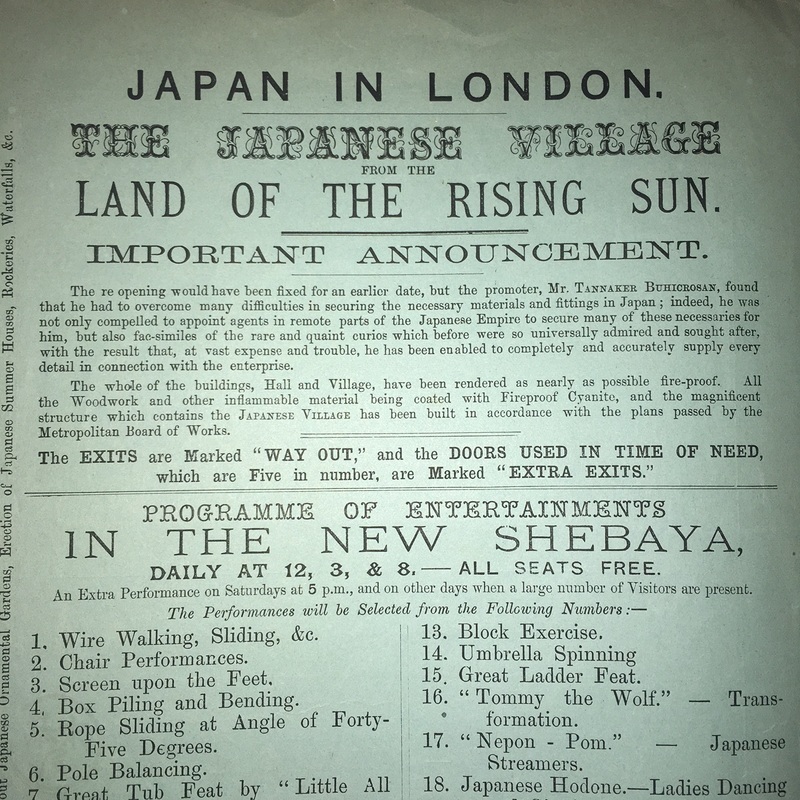 JAPAN IN LONDON.
THE JAPANESE VILLAGE
FROM THE
LAND OF THE RISING SUN.
IMPORTANT ANNOUNCEMENT.
The re opening would have been fixed for an earlier date, but the promoter, Mr. TANNAKER BUHICROSAN, found
that he had to overcome many difficulties in securing the necessary materials and fittings in Japan; indeed, he was
not only compelled to appoint agents in remote parts of the Japanese Empire to secure many of these necessaries for
him, but also fac-similes of the rare and quaint curios which before were so universally admired and sought after,
with the result that, at vast expense and trouble, he has been enabled to completely and accurately supply every
detail in connection with the enterprise.
The whole of the buildings, Hall and Village, have been rendered as nearly as possible fire-proof. All
the Woodwork and other inflammable material being coated with Fireproof Cyanite, and the magnificent
structure which contains the JAPANESE VILLAGE has been built in accordance with the plans passed by the
Metropolitan Board of Works.
The EXITS are Marked "WAY OUT," and the DOORS USED IN TIME OF NEED,
which are Five in number, are Marked "EXTRA EXITS."
PROGRAMME OF ENTERTAINMENTS
IN THE NEW SHEBAYA,
DAILY AT 12, 3, & 8.—ALL SEATS FREE.
An Extra Performance on Saturdays at 5 p.m., and on other days when a large number of Visitors are present.
The Performances will be Selected from the Following Numbers:—
1. Wire Walking, Sliding, &c.
2. Chair Performances.
3. Screen upon the Feet.
4. Box Piling and Bending.
5. Rope Sliding at Angle of Forty-
Five Degrees.
6. Pole Balancing.
7 Great Tub Feat by "Little All
13. Block Exercise.
14. Umbrella Spinning
15. Great Ladder Feat.
16. "Tommy the Wolf." — Trans-
formation.
17. "Nepon - Pom." — Japanese
Streamers.
18. Japanese Hodone.—Ladies Dancing
out Japanese Ornamental Gardens, Erection of Japanese Summer Houses, Rockeries, Waterfalls, &c.